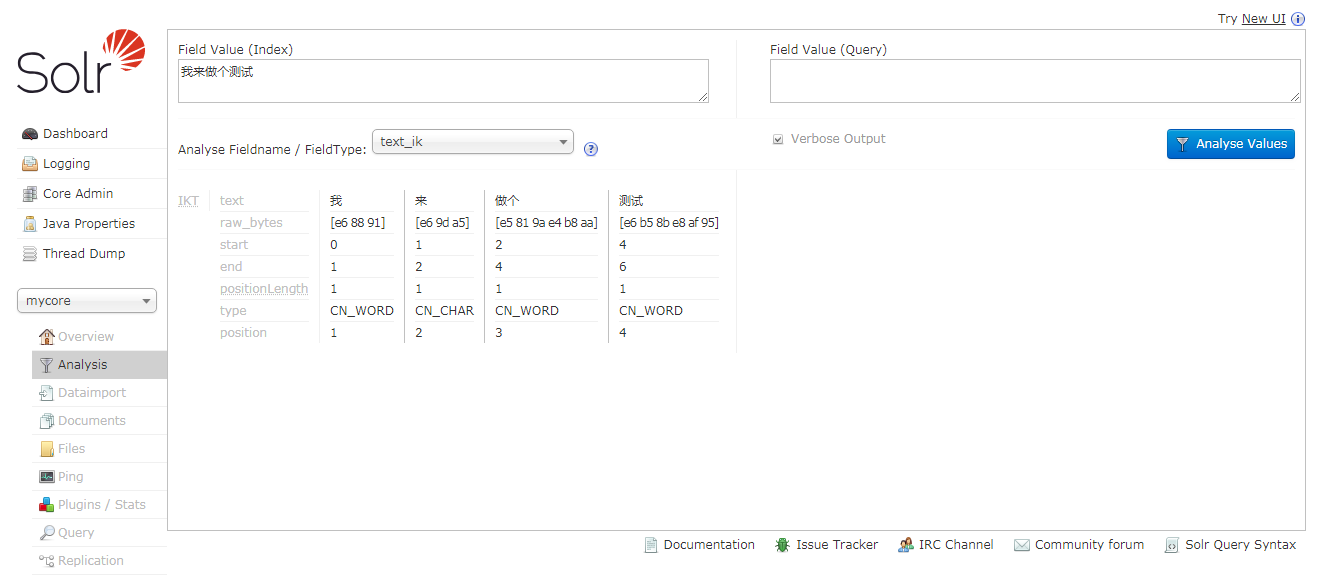 Try New UI
Solr
Field Value (Index)
Field Value (Query)
我来做个测试
Analyse Fieldname / FieldType:
text_ik
Verbose Output
Analyse Values
Dashboard
Logging
Core Admin
Java Properties
Thread Dump
mycore
Overview
Analysis
Dataimport
Documents
Files
Ping
Plugins / Stats
Query
Replication
IKT
text 我 来 做个 测试
raw_bytes [e6 88 91] [e6 9d a5] [e5 81 9a e4 b8 aa] [e6 b5 8b e8 af 95]
start 0 1 2 4
end 1 2 4 6
positionLength 1 1 1 1
type CN_WORD CN_CHAR CN_WORD CN_WORD
position 1 2 3 4
Documentation Issue Tracker IRC Channel Community forum Solr Query Syntax